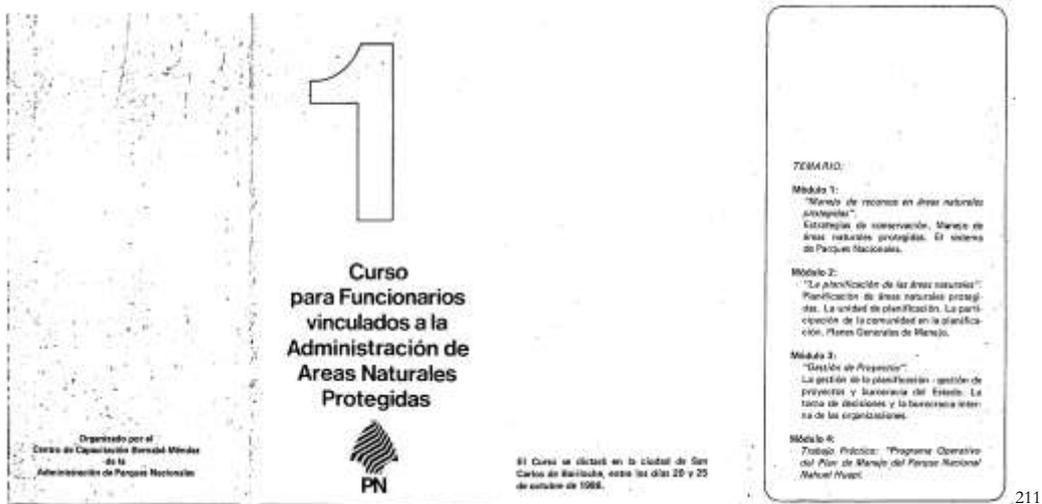 1
Curso
para Funcionarios
vinculados a la
Administración de
Areas Naturales
Protegidas
PN
Organizado por el
Centro de Capacitación Bernabé Méndez
de la
Administración de Parques Nacionales
El Curso se dictará en la ciudad de San
Carlos de Bariloche, entre los días 20 y 25
de octubre de 1986.
TEMARIO:
Módulo 1:
"Manejo de recursos en áreas naturales
protegidas".
Estrategias de conservación. Manejo de
áreas naturales protegidas. El sistema
de Parques Nacionales.
Módulo 2:
"La planificación de las áreas naturales".
Planificación de áreas naturales protegi-
das. La unidad de planificación. La parti-
cipación de la comunidad en la planifica-
ción. Planes Generales de Manejo.
Módulo 3:
"Gestión de Proyectos".
La gestión de la planificación - gestión de
proyectos y burocracia del Estado. La
toma de decisiones y la burocracia inter-
na de las organizaciones.
Módulo 4:
Trabajo Práctico: "Programa Operativo
del Plan de Manejo del Parque Nacional
Nahuel Huapi.
211